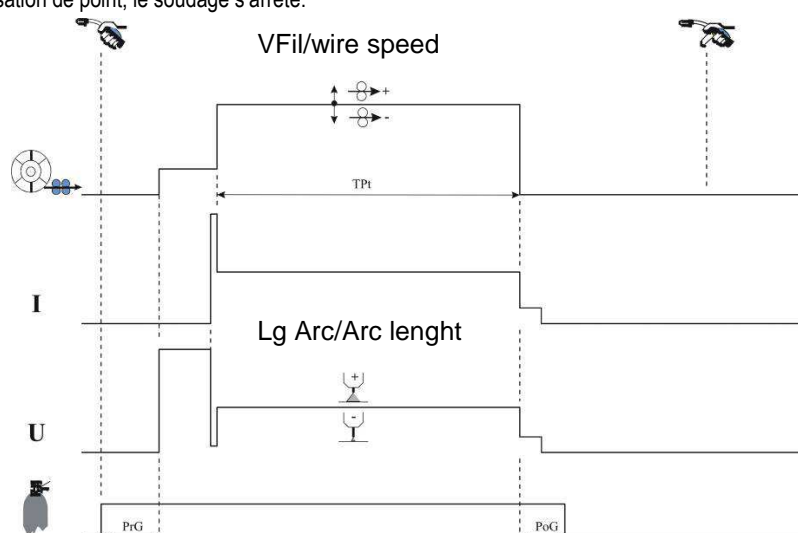 sation de point, le soudage s'arrête.
VFil/wire speed
+
-
TPt
I
Lg Arc/Arc lenght
+
-
U
PrG PoG